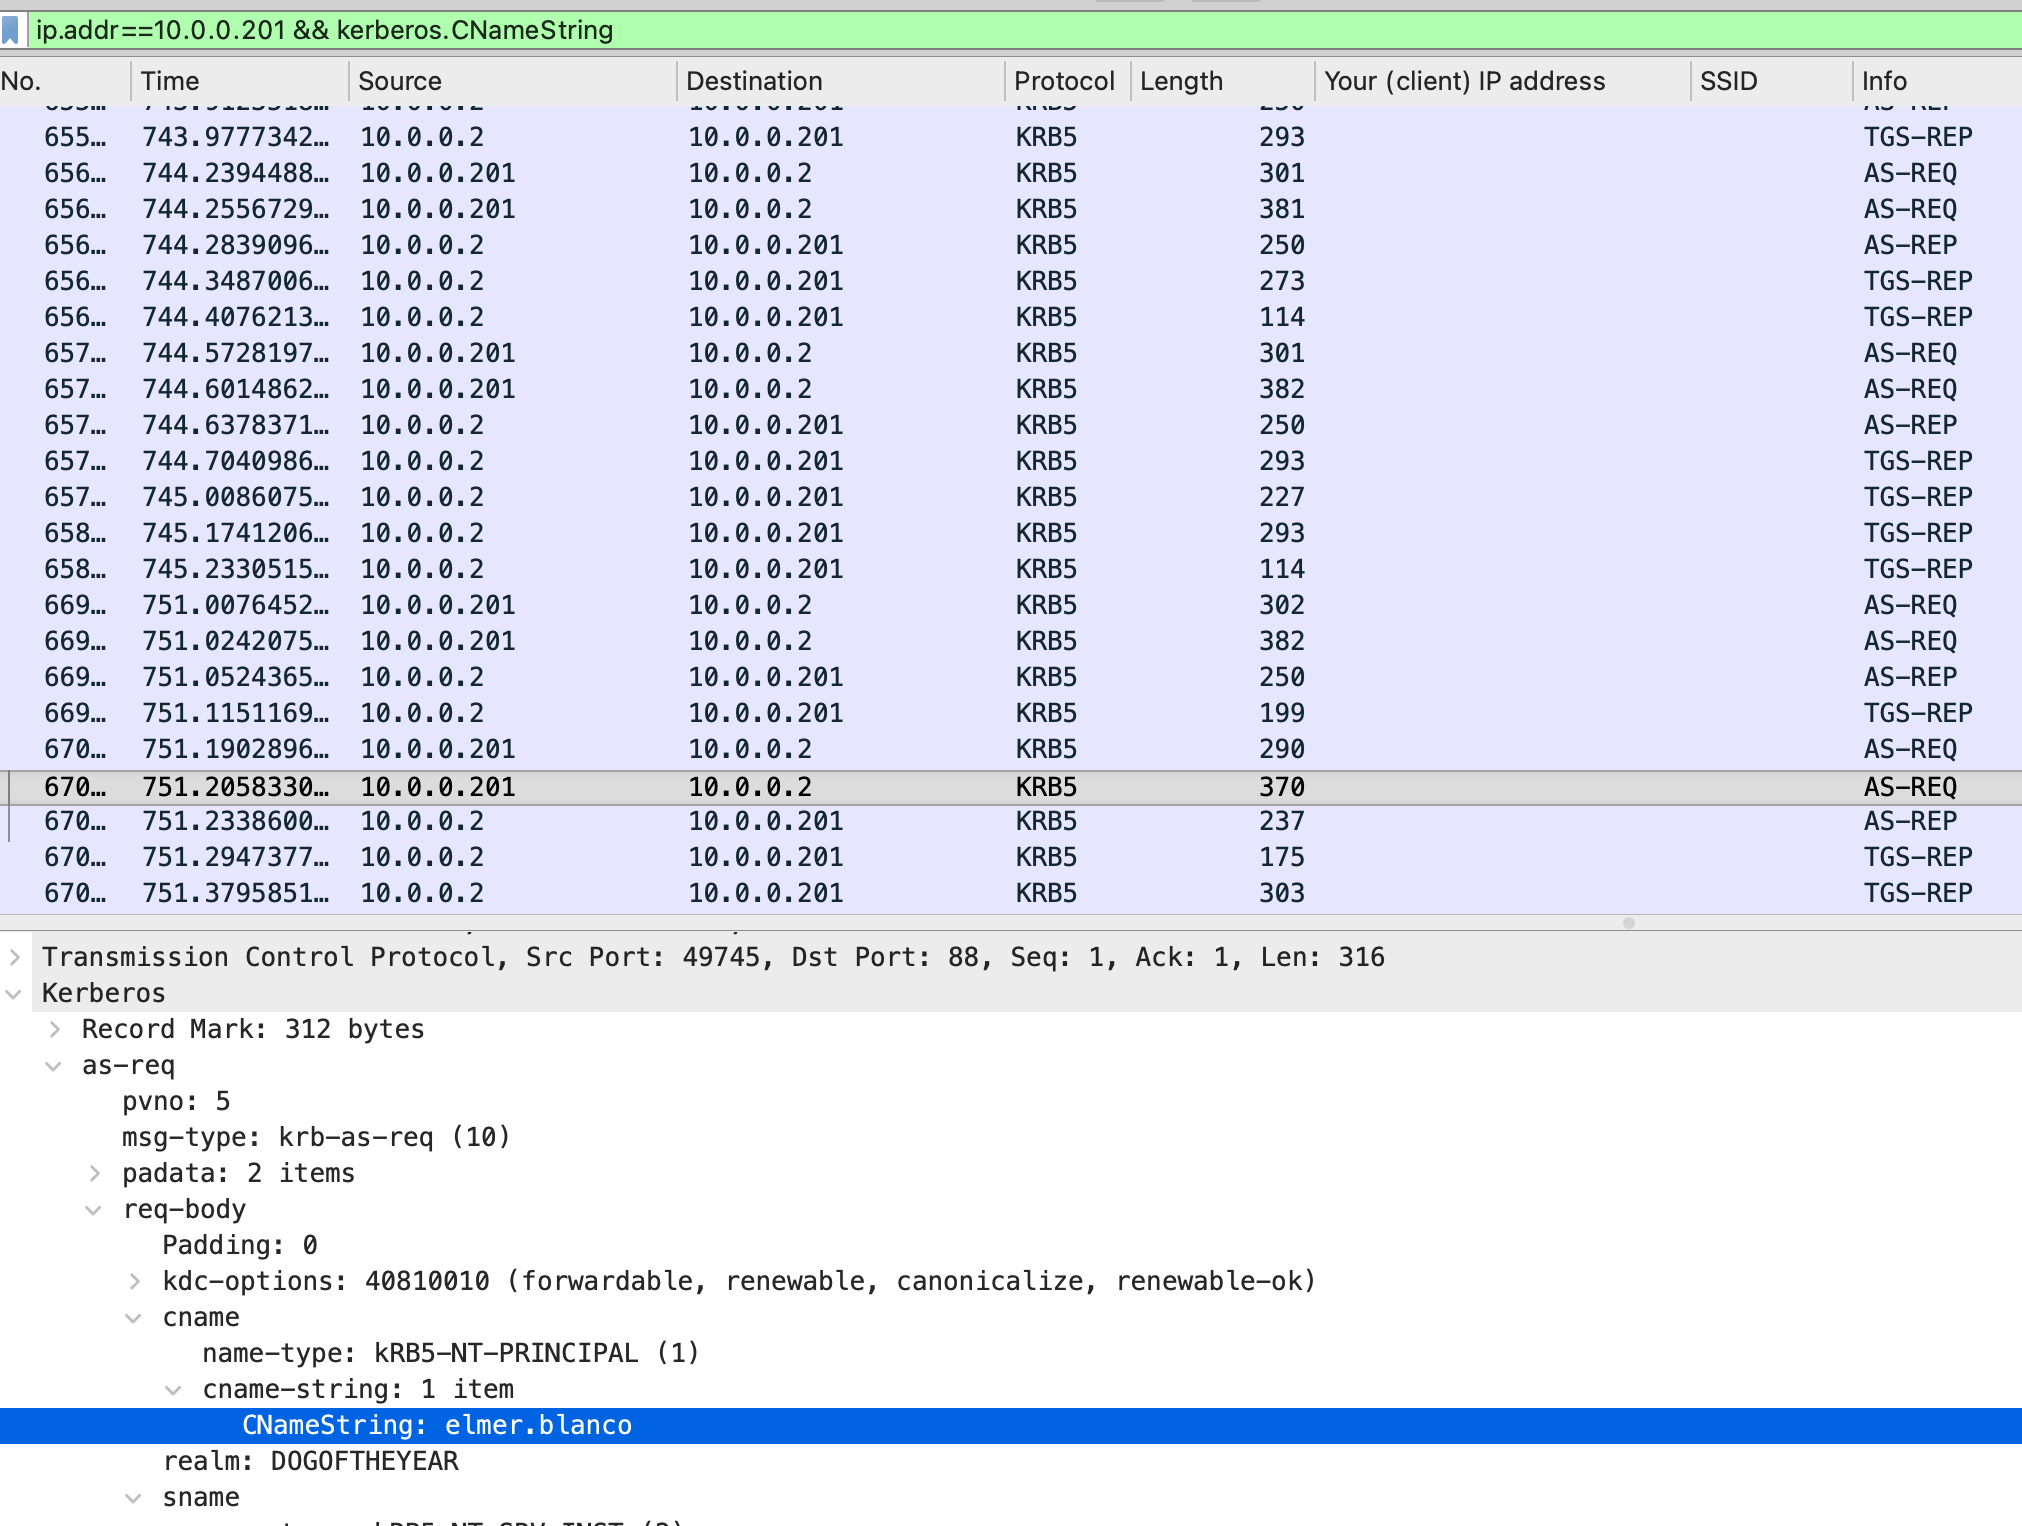 ip.addr==10.0.0.201 && kerberos.CNameString
No. Time Source Destination Protocol Length Your (client) IP address SSID Info
655… 743.9777342… 10.0.0.2 10.0.0.201 KRB5 293 TGS-REP
656… 744.2394488… 10.0.0.201 10.0.0.2 KRB5 301 AS-REQ
656… 744.2556729… 10.0.0.201 10.0.0.2 KRB5 381 AS-REQ
656… 744.2839096… 10.0.0.2 10.0.0.201 KRB5 250 AS-REP
656… 744.3487006… 10.0.0.2 10.0.0.201 KRB5 273 TGS-REP
656… 744.4076213… 10.0.0.2 10.0.0.201 KRB5 114 TGS-REP
657… 744.5728197… 10.0.0.201 10.0.0.2 KRB5 301 AS-REQ
657… 744.6014862… 10.0.0.201 10.0.0.2 KRB5 382 AS-REQ
657… 744.6378371… 10.0.0.2 10.0.0.201 KRB5 250 AS-REP
657… 744.7040986… 10.0.0.2 10.0.0.201 KRB5 293 TGS-REP
657… 745.0086075… 10.0.0.2 10.0.0.201 KRB5 227 TGS-REP
658… 745.1741206… 10.0.0.2 10.0.0.201 KRB5 293 TGS-REP
658… 745.2330515… 10.0.0.2 10.0.0.201 KRB5 114 TGS-REP
669… 751.0076452… 10.0.0.201 10.0.0.2 KRB5 302 AS-REQ
669… 751.0242075… 10.0.0.201 10.0.0.2 KRB5 382 AS-REQ
669… 751.0524365… 10.0.0.2 10.0.0.201 KRB5 250 AS-REP
669… 751.1151169… 10.0.0.2 10.0.0.201 KRB5 199 TGS-REP
670… 751.1902896… 10.0.0.201 10.0.0.2 KRB5 290 AS-REQ
670… 751.2058330… 10.0.0.201 10.0.0.2 KRB5 370 AS-REQ
670… 751.2338600… 10.0.0.2 10.0.0.201 KRB5 237 AS-REP
670… 751.2947377… 10.0.0.2 10.0.0.201 KRB5 175 TGS-REP
670… 751.3795851… 10.0.0.2 10.0.0.201 KRB5 303 TGS-REP
Transmission Control Protocol, Src Port: 49745, Dst Port: 88, Seq: 1, Ack: 1, Len: 316
Kerberos
Record Mark: 312 bytes
as-req
pvno: 5
msg-type: krb-as-req (10)
padata: 2 items
req-body
Padding: 0
kdc-options: 40810010 (forwardable, renewable, canonicalize, renewable-ok)
cname
name-type: kRB5-NT-PRINCIPAL (1)
cname-string: 1 item
CNameString: elmer.blanco
realm: DOGOFTHEYEAR
sname